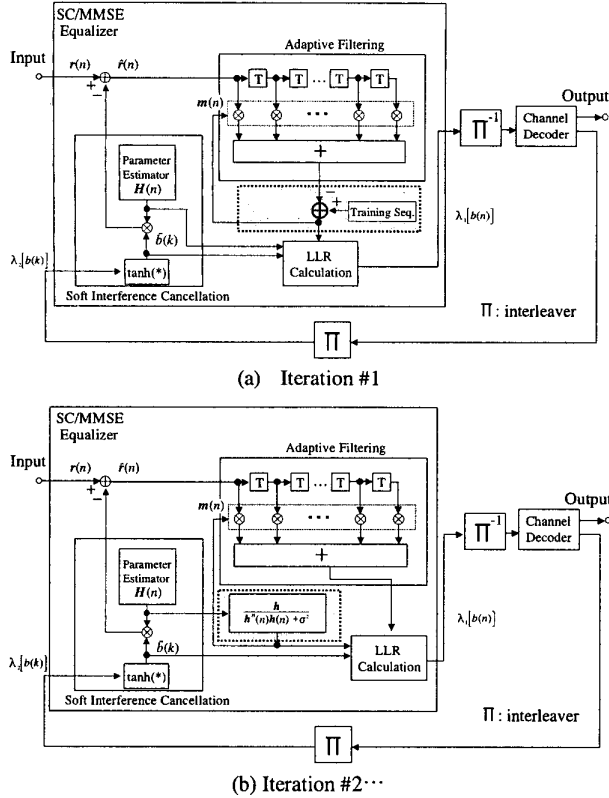 SC/MMSE
Equalizer
Adaptive Filtering
Input
r(n)
r̂(n)
+
−
T
T
…
T
T
m(n)
⊗
⊗
…
⊗
⊗
+
Parameter
Estimator
H(n)
b̄(k)
tanh(*)
λ₂[b(k)]
Soft Interference Cancellation
−
+
Training Seq.
LLR
Calculation
λ₁[b(n)]
Π⁻¹
Channel
Decoder
Output
Π : interleaver
Π
(a) Iteration #1
SC/MMSE
Equalizer
Adaptive Filtering
Input
r(n)
r̂(n)
+
−
T
T
…
T
T
m(n)
⊗
⊗
…
⊗
⊗
+
Parameter
Estimator
H(n)
h
hᴴ(n)h(n) + σ²
b̄(k)
tanh(*)
λ₂[b(k)]
Soft Interference Cancellation
LLR
Calculation
λ₁[b(n)]
Π⁻¹
Channel
Decoder
Output
Π : interleaver
Π
(b) Iteration #2…